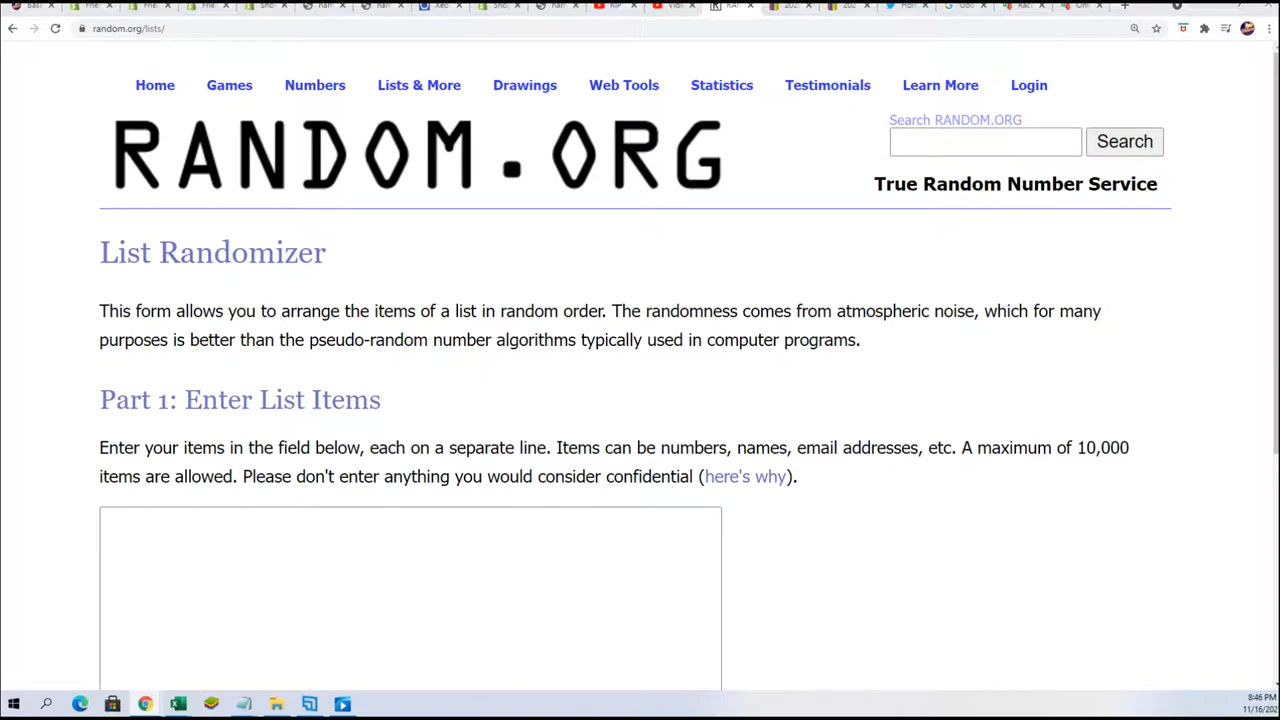 random.org/lists/
Home Games Numbers Lists & More Drawings Web Tools Statistics Testimonials Learn More Login
RANDOM.ORG
Search RANDOM.ORG
Search
True Random Number Service
List Randomizer
This form allows you to arrange the items of a list in random order. The randomness comes from atmospheric noise, which for many
purposes is better than the pseudo-random number algorithms typically used in computer programs.
Part 1: Enter List Items
Enter your items in the field below, each on a separate line. Items can be numbers, names, email addresses, etc. A maximum of 10,000
items are allowed. Please don't enter anything you would consider confidential (here's why).
8:46 PM